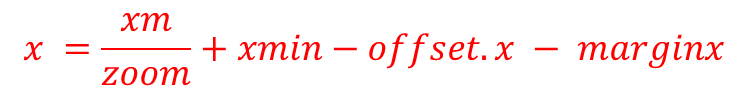 x = xm/zoom + xmin − offset.x − marginx